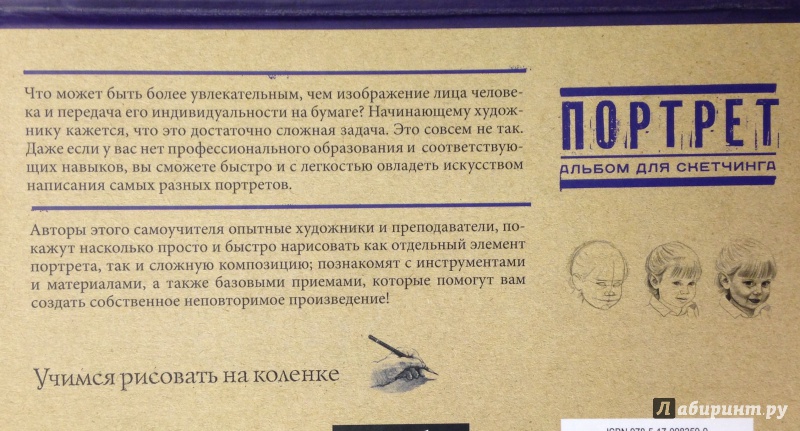 Что может быть более увлекательным, чем изображение лица челове-
ка и передача его индивидуальности на бумаге? Начинающему худож-
нику кажется, что это достаточно сложная задача. Это совсем не так.
Даже если у вас нет профессионального образования и соответствую-
щих навыков, вы сможете быстро и с легкостью овладеть искусством
написания самых разных портретов.
Авторы этого самоучителя опытные художники и преподаватели, по-
кажут насколько просто и быстро нарисовать как отдельный элемент
портрета, так и сложную композицию; познакомят с инструментами
и материалами, а также базовыми приемами, которые помогут вам
создать собственное неповторимое произведение!
Учимся рисовать на коленке
ПОРТРЕТ
АЛЬБОМ ДЛЯ СКЕТЧИНГА
Лабиринт.ру